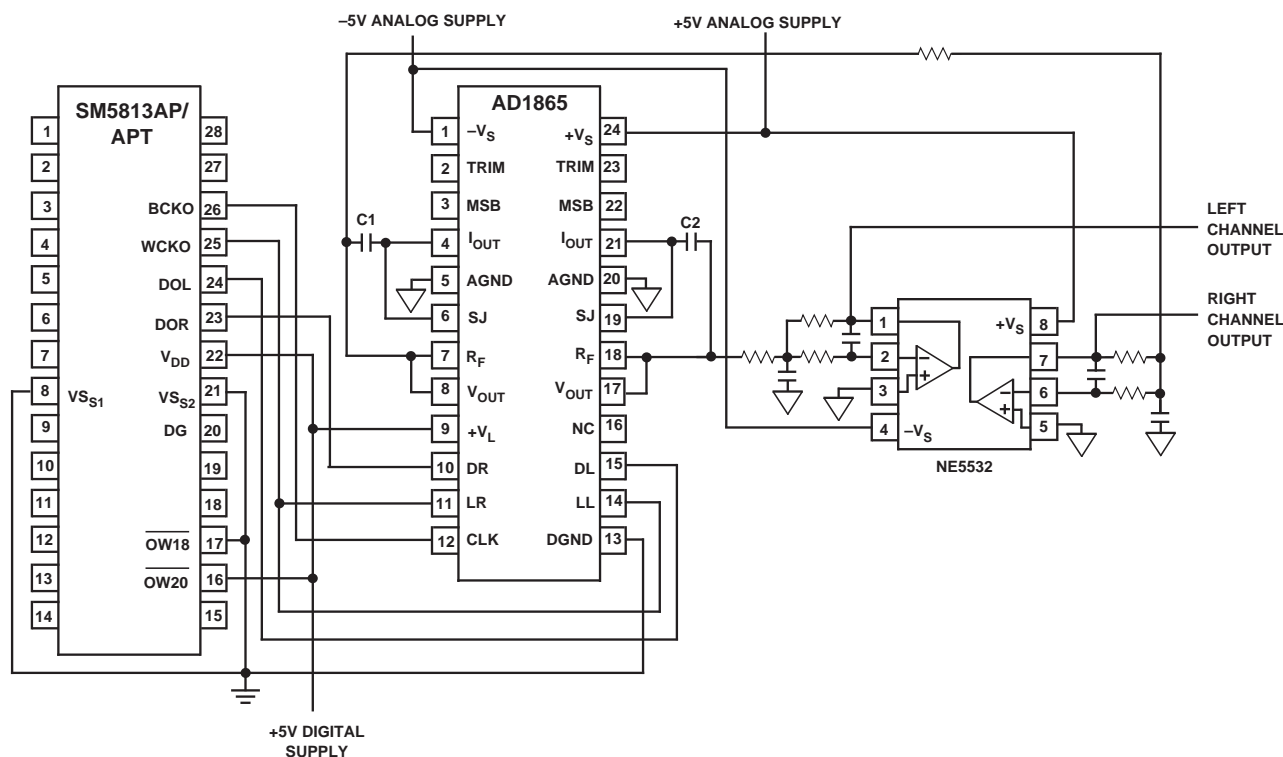 –5V ANALOG SUPPLY
+5V ANALOG SUPPLY
SM5813AP/
APT
1
2
3
4
5
6
7
8
9
10
11
12
13
14
VSS1
28
27
BCKO 26
WCKO 25
DOL 24
DOR 23
VDD 22
VSS2 21
DG 20
19
18
OW18 17
OW20 16
15
AD1865
1 –VS
2 TRIM
3 MSB
4 IOUT
5 AGND
6 SJ
7 RF
8 VOUT
9 +VL
10 DR
11 LR
12 CLK
+VS 24
TRIM 23
MSB 22
IOUT 21
AGND 20
SJ 19
RF 18
VOUT 17
NC 16
DL 15
LL 14
DGND 13
C1
C2
1
2
3
4 –VS
+VS 8
7
6
5
NE5532
LEFT
CHANNEL
OUTPUT
RIGHT
CHANNEL
OUTPUT
+5V DIGITAL
SUPPLY